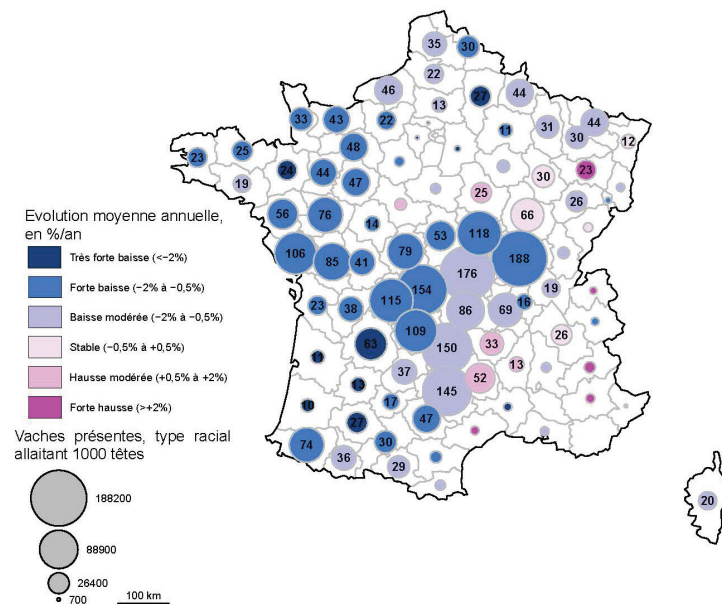 35 30
22
46 27 44
13
33 43 22 11 31 44
30 12
48
23 25 24 44 47 30 23
19 25 26
56 76 14 66
53 118
106 85 41 79 188
176
154 19
23 38 115 86 69 16
109 26
63 150 33
11 37 13
13 145 52
10 17
27 47
74 30
36 29
20
Evolution moyenne annuelle,
en %/an
Très forte baisse (<−2%)
Forte baisse (−2% à −0,5%)
Baisse modérée (−2% à −0,5%)
Stable (−0,5% à +0,5%)
Hausse modérée (+0,5% à +2%)
Forte hausse (>+2%)
Vaches présentes, type racial
allaitant 1000 têtes
188200
88900
26400
700
100 km